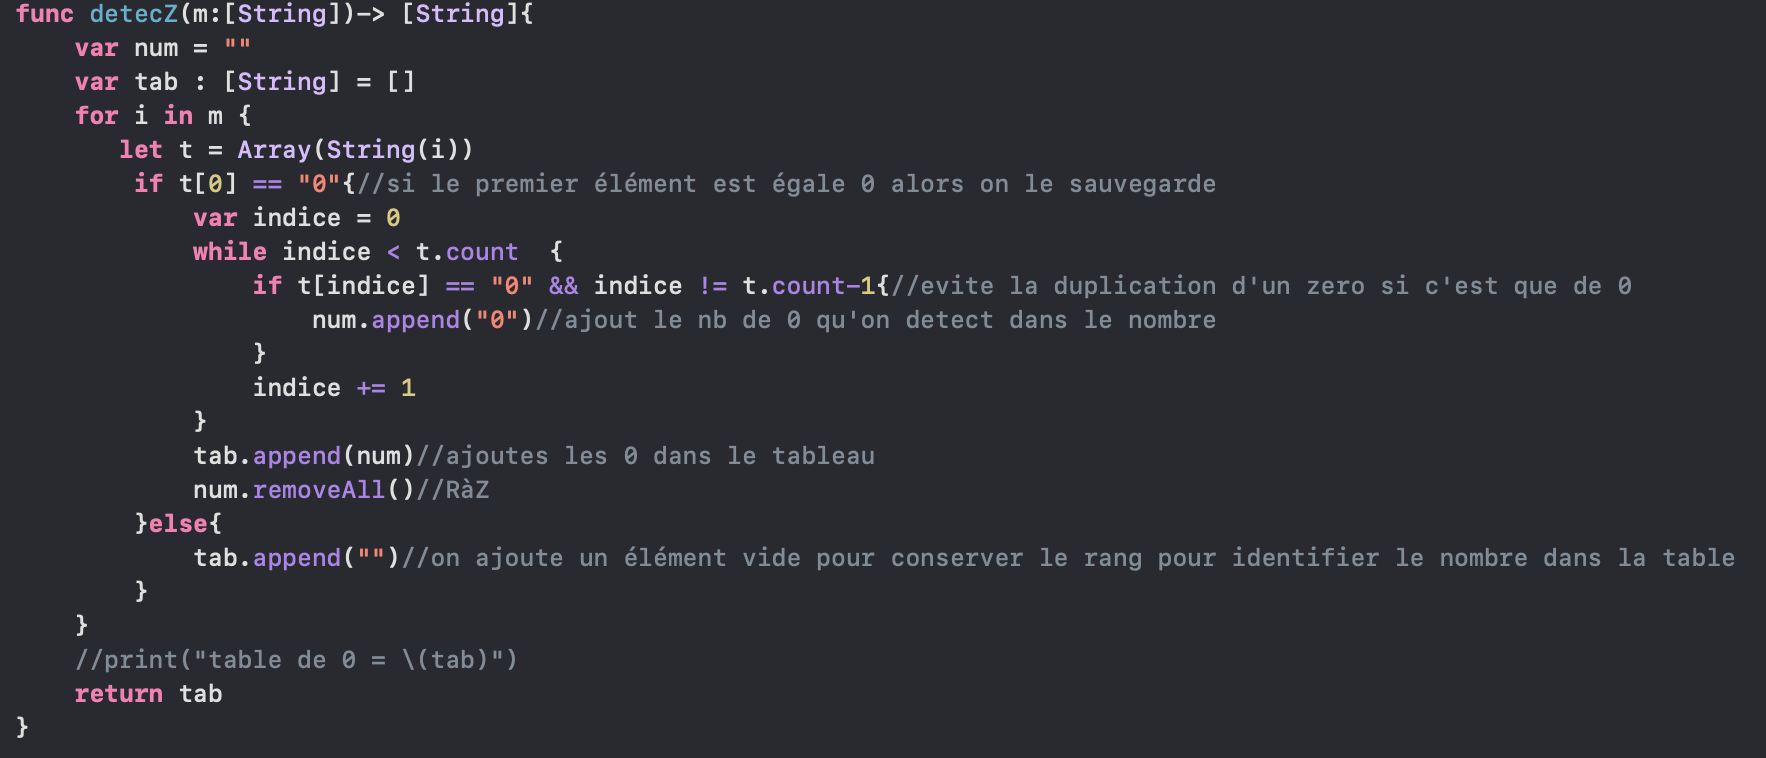 func detecZ(m:[String])-> [String]{
    var num = ""
    var tab : [String] = []
    for i in m {
       let t = Array(String(i))
        if t[0] == "0"{//si le premier élément est égale 0 alors on le sauvegarde
            var indice = 0
            while indice < t.count  {
                if t[indice] == "0" && indice != t.count-1{//evite la duplication d'un zero si c'est que de 0
                    num.append("0")//ajout le nb de 0 qu'on detect dans le nombre
                }
                indice += 1
            }
            tab.append(num)//ajoutes les 0 dans le tableau
            num.removeAll()//RàZ
        }else{
            tab.append("")//on ajoute un élément vide pour conserver le rang pour identifier le nombre dans la table
        }
    }
    //print("table de 0 = \(tab)")
    return tab
}